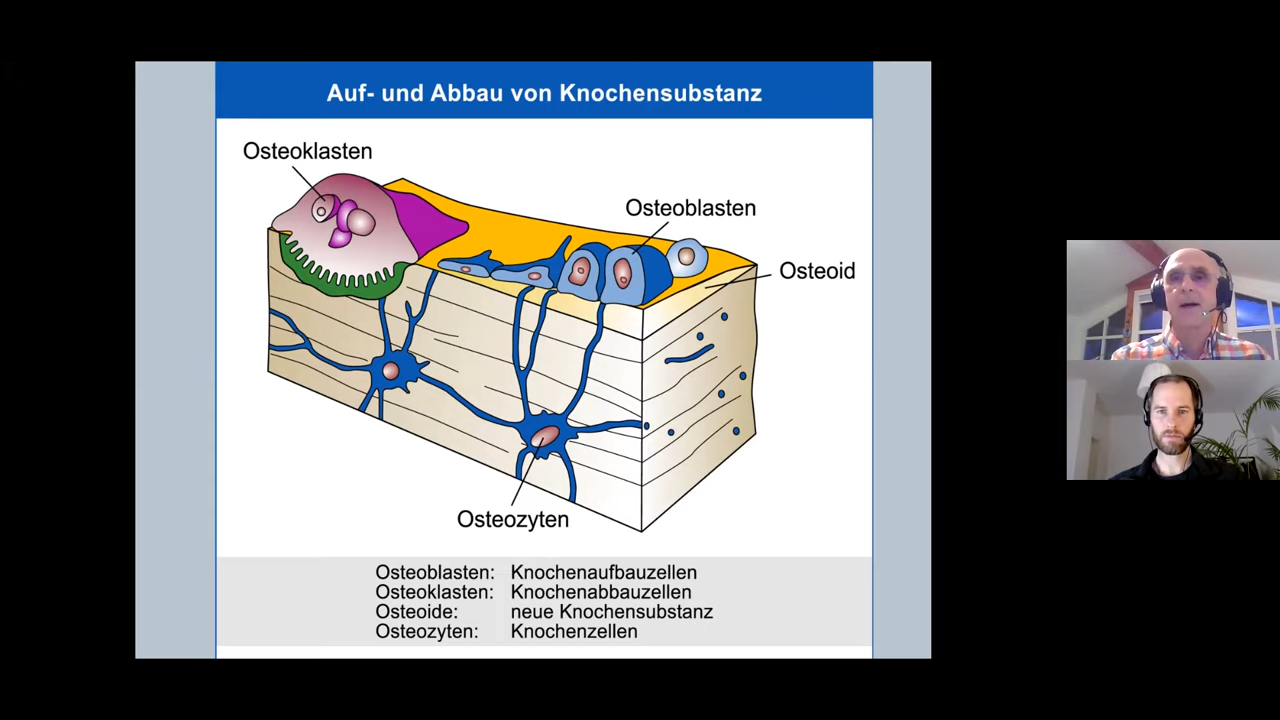 Auf- und Abbau von Knochensubstanz
Osteoklasten
Osteoblasten
Osteoid
Osteozyten
Osteoblasten: Knochenaufbauzellen
Osteoklasten: Knochenabbauzellen
Osteoide: neue Knochensubstanz
Osteozyten: Knochenzellen